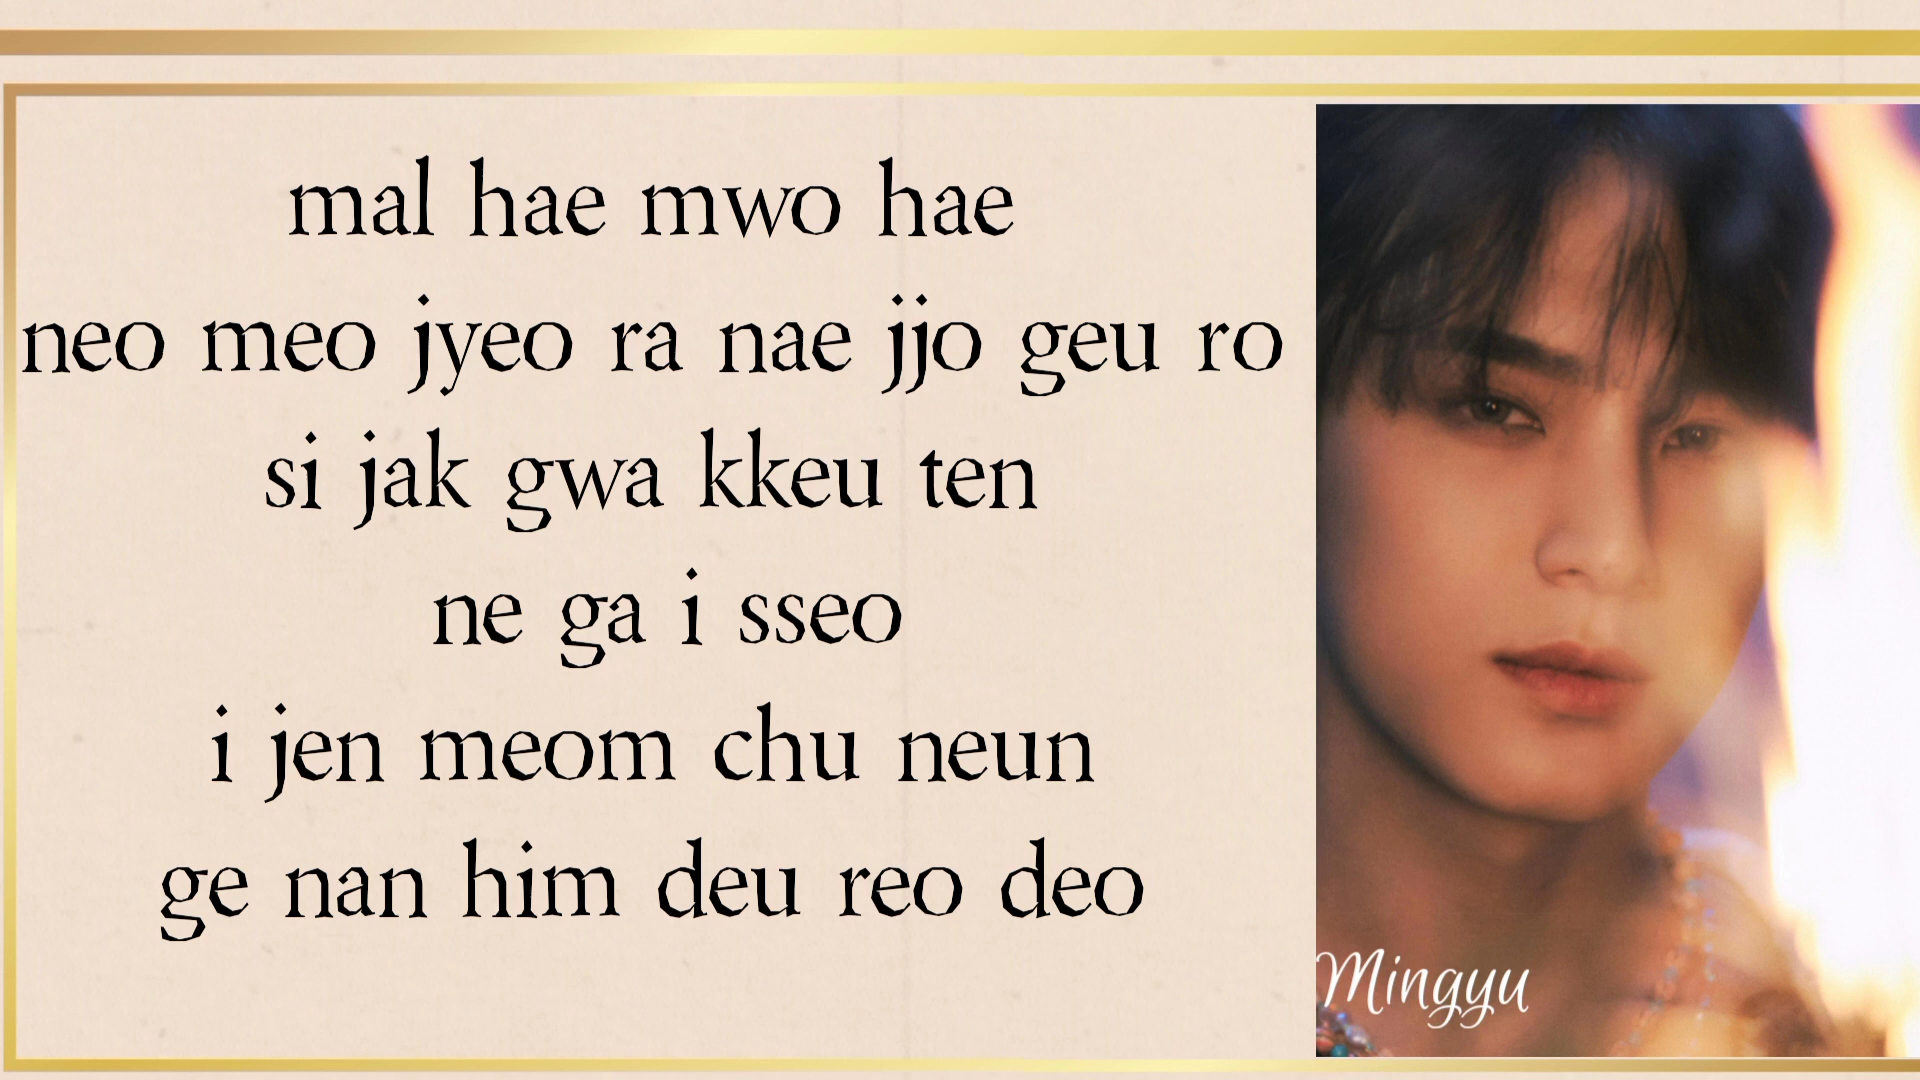 mal hae mwo hae
neo meo jyeo ra nae jjo geu ro
si jak gwa kkeu ten
ne ga i sseo
i jen meom chu neun
ge nan him deu reo deo
Mingyu